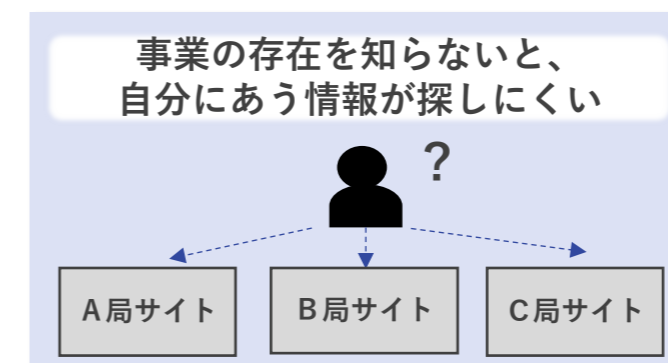 事業の存在を知らないと、
自分にあう情報が探しにくい
?
A局サイト
B局サイト
C局サイト